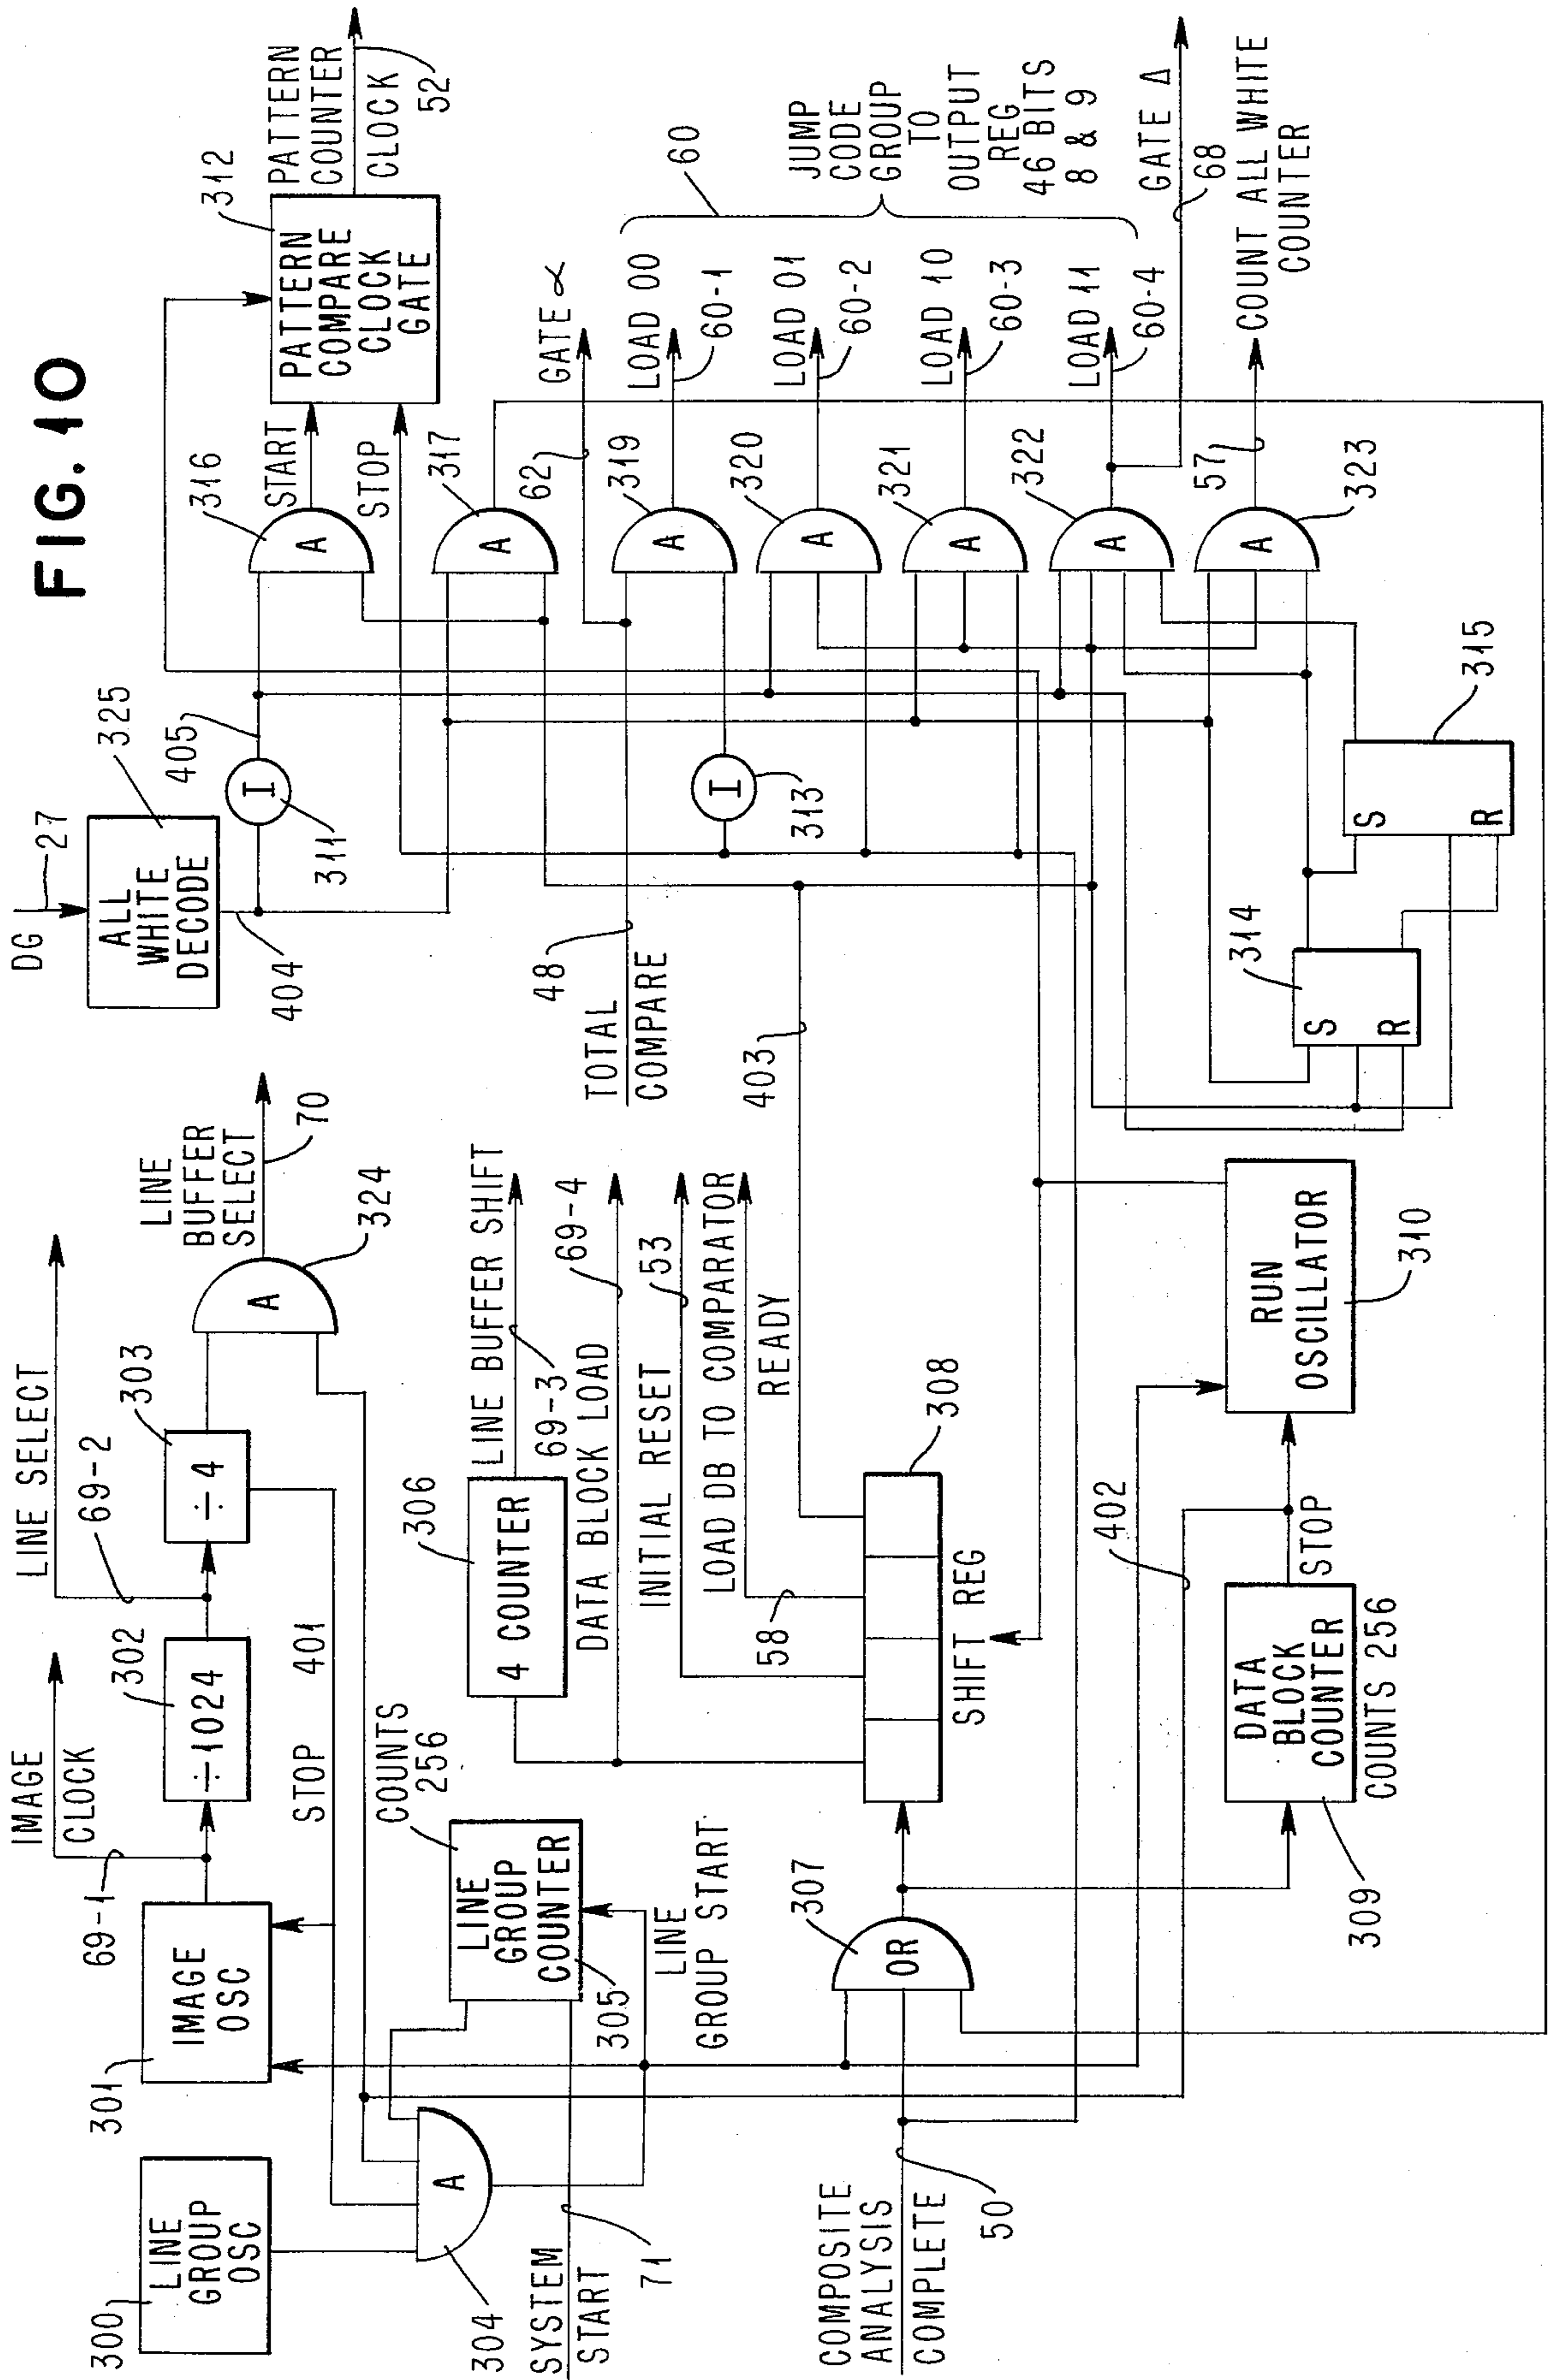 FIG. 10
300
LINE
GROUP
OSC
301
IMAGE
OSC
69-1
IMAGE
CLOCK
302
÷1024
LINE SELECT
69-2
303
÷4
LINE
BUFFER
SELECT
70
A
324
STOP
401
304
A
SYSTEM
START
71
LINE
GROUP
COUNTER
305
COUNTS
256
LINE
GROUP START
306
4 COUNTER
LINE BUFFER SHIFT
69-3
DATA BLOCK LOAD
69-4
INITIAL RESET
53
LOAD DB TO COMPARATOR
58
READY
308
SHIFT REG
COMPOSITE
ANALYSIS
COMPLETE
50
307
OR
309
DATA
BLOCK
COUNTER
COUNTS 256
STOP
402
RUN
OSCILLATOR
310
DG
27
ALL
WHITE
DECODE
325
404
405
I
311
TOTAL
COMPARE
48
403
I
313
314
S
R
315
S
R
316
A
START
STOP
312
PATTERN
COMPARE
CLOCK
GATE
PATTERN
COUNTER
CLOCK
52
317
A
62
GATE α
319
A
LOAD 00
60-1
320
A
LOAD 01
60-2
321
A
LOAD 10
60-3
322
A
LOAD 11
60-4
60
JUMP
CODE
GROUP
TO
OUTPUT
REG
46 BITS
8 & 9
GATE Δ
68
323
A
57
COUNT ALL WHITE
COUNTER